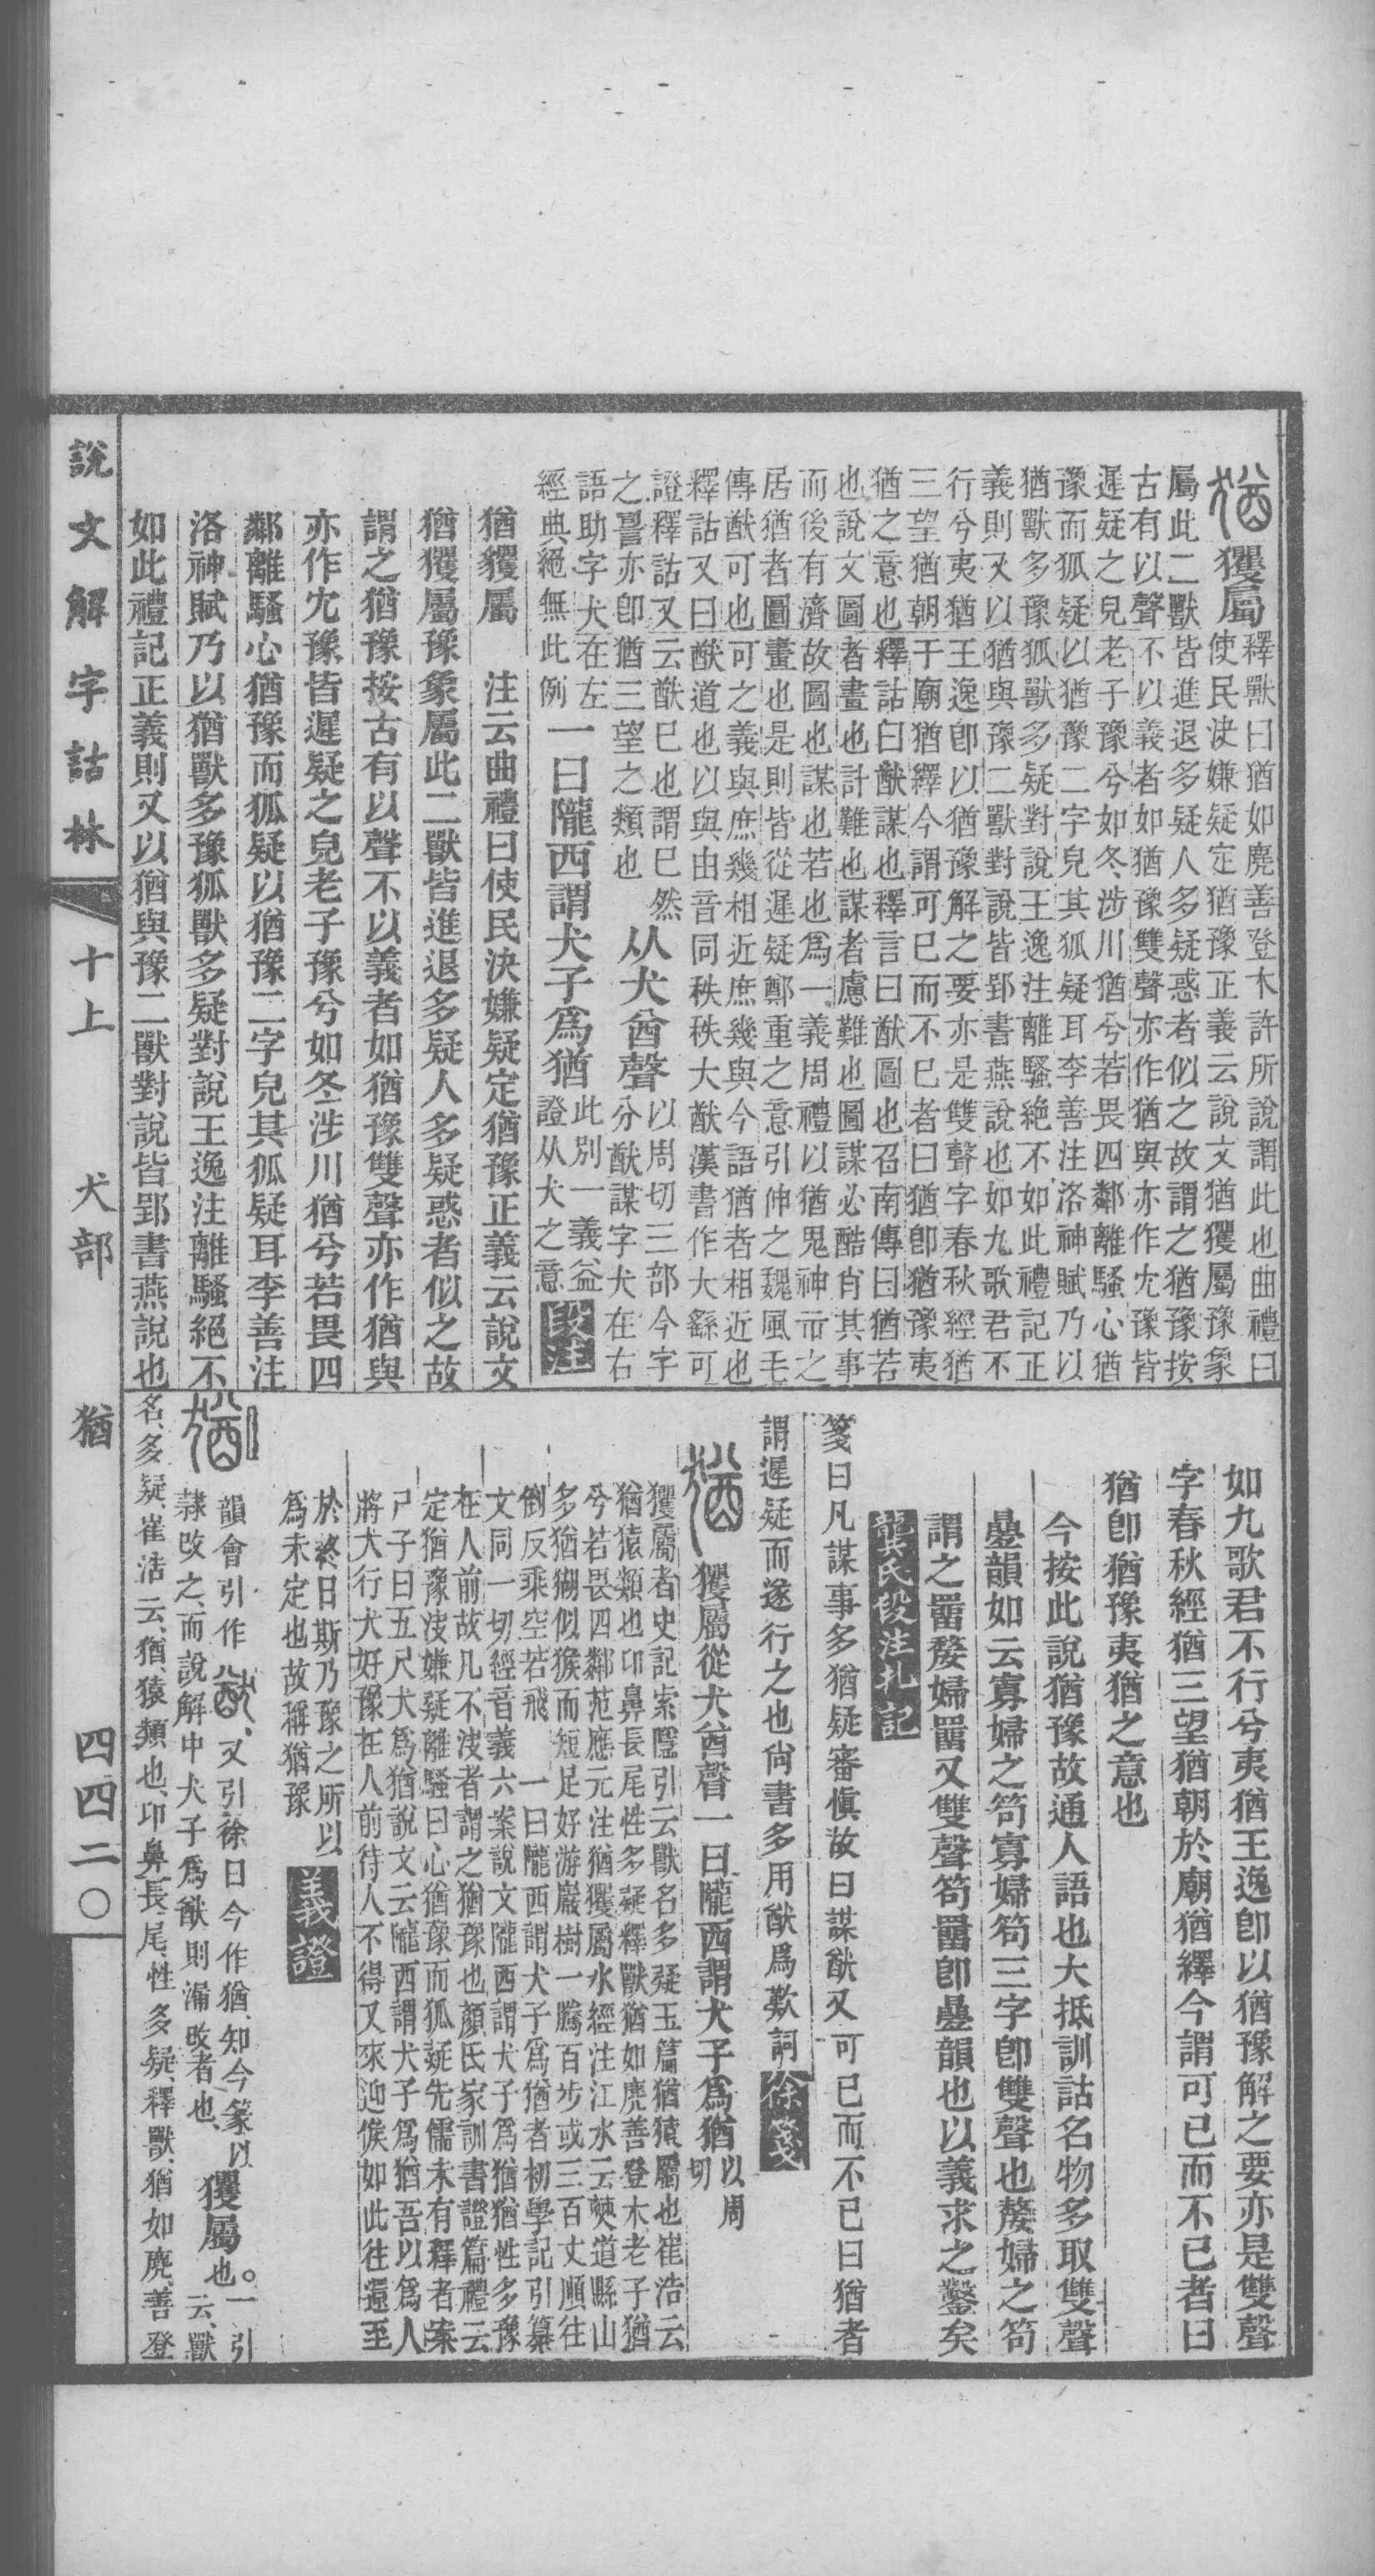 玃屬
釋獸曰猶如麂善登木許所說謂此也曲禮曰
使民決嫌疑定猶豫正義云說文猶玃屬豫象
屬此二獸皆進退多疑人多疑惑者似之故謂之猶豫按
古有以聲不以義者如猶豫雙聲亦作猶與亦作冘豫皆
遲疑之皃老子豫兮如冬涉川猶兮若畏四鄰離騷心猶
豫而狐疑以猶豫二字皃其狐疑耳李善注洛神賦乃以
猶獸多豫狐獸多疑對說王逸注離騷絕不如此禮記正
義則又以猶與豫二獸對說皆郢書燕說也如九歌君不
行兮夷猶王逸卽以猶豫解之要亦是雙聲字春秋經猶
三望猶朝于廟猶繹今謂可已而不已者曰猶卽猶豫夷
猶之意也釋詁曰猷謀也釋言曰猷圖也召南傳曰猶若
也說文圖者畫也計難也謀者慮難也圖謀必酷肖其事
而後有濟故圖也謀也若也爲一義周禮以猶鬼神示之
居猶者圖畫也是則皆從遲疑鄭重之意引伸之魏風毛
傳猷可也可之義與庶幾相近庶幾與今語猶者相近也
釋詁又曰猷道也以與由音同秩秩大猷漢書作大繇可
證釋詁又云猷已也謂已然
之䛐亦卽猶三望之類也
从犬酋聲
以周切三部今字
分猷謀字犬在右
語助字犬在左
經典絕無此例
一曰隴西謂犬子爲猶
此別一義益
證从犬之意
段注
猶貜屬　注云曲禮曰使民決嫌疑定猶豫正義云說文
猶玃屬豫象屬此二獸皆進退多疑人多疑惑者似之故
謂之猶豫按古有以聲不以義者如猶豫雙聲亦作猶與
亦作冘豫皆遲疑之皃老子豫兮如冬涉川猶兮若畏四
鄰離騷心猶豫而狐疑以猶豫二字皃其狐疑耳李善注
洛神賦乃以猶獸多豫狐獸多疑對說王逸注離騷絕不
如此禮記正義則又以猶與豫二獸對說皆郢書燕說也
如九歌君不行兮夷猶王逸卽以猶豫解之要亦是雙聲
字春秋經猶三望猶朝於廟猶繹今謂可已而不已者曰
猶卽猶豫夷猶之意也
今按此說猶豫故通人語也大抵訓詁名物多取雙聲
曡韻如云寡婦之笱寡婦笱三字卽雙聲也嫠婦之笱
謂之罶嫠婦罶又雙聲笱罶卽曡韻也以義求之鑿矣
龔氏段注札記
箋曰凡謀事多猶疑審愼故曰謀猷又可已而不已曰猶者
謂遲疑而遂行之也尙書多用猷爲歎詞
徐箋
玃屬從犬酋聲一曰隴西謂犬子爲猶
以周
切
玃屬者史記索隱引云獸名多疑玉篇猶猿屬也崔浩云
猶猿類也卬鼻長尾性多疑釋獸猶如麂善登木老子猶
兮若畏四鄰范應元注猶玃屬水經注江水云僰道縣山
多猶猢似猴而短足好游巖樹一騰百步或三百丈順往
倒反乘空若飛　一曰隴西謂犬子爲猶者初學記引纂
文同一切經音義六案說文隴西謂犬子爲猶猶性多豫
在人前故凡不決者謂之猶豫也顏氏家訓書證篇禮云
定猶豫決嫌疑離騷曰心猶豫而狐疑先儒未有釋者案
尸子曰五尺犬爲猶說文云隴西謂犬子爲猶吾以爲人
將犬行犬好豫在人前待人不得又來迎候如此往還至
於終日斯乃豫之所以
爲未定也故稱猶豫
義證
韻會引作𤠈、又引徐曰今作猶、知今篆以
隸改之、而說解中犬子爲猷則漏改者也、
玃屬也。
一引
云、獸
名、多疑、崔浩云、猶、猿類也、卬鼻、長尾、性多疑、釋獸、猶如麂、善登
說文解字詁林
十上　犬部　猶
四四二〇